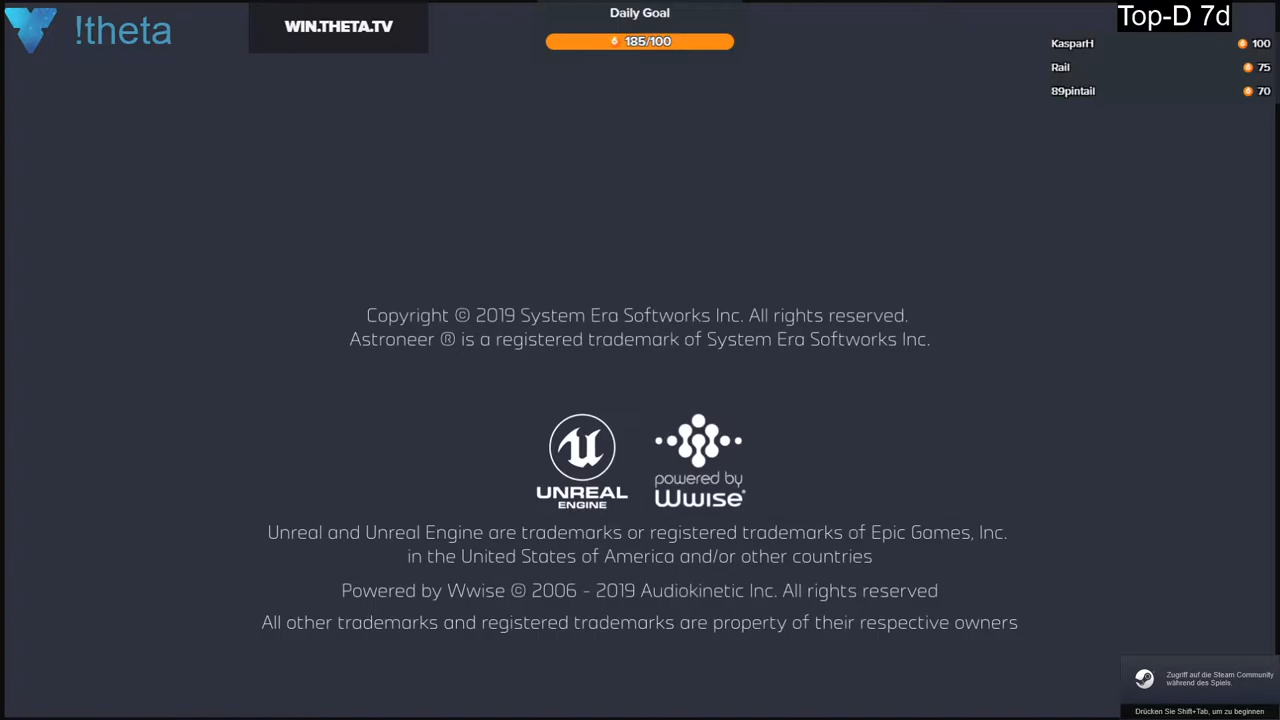 !theta
WIN.THETA.TV
Daily Goal
185/100
Top-D 7d
KasparH 100
Rail 75
89pintail 70
Copyright © 2019 System Era Softworks Inc. All rights reserved.
Astroneer ® is a registered trademark of System Era Softworks Inc.
UNREAL
ENGINE
powered by
Wwise®
Unreal and Unreal Engine are trademarks or registered trademarks of Epic Games, Inc.
in the United States of America and/or other countries
Powered by Wwise © 2006 - 2019 Audiokinetic Inc. All rights reserved
All other trademarks and registered trademarks are property of their respective owners
Zugriff auf die Steam Community
während des Spiels.
Drücken Sie Shift+Tab, um zu beginnen